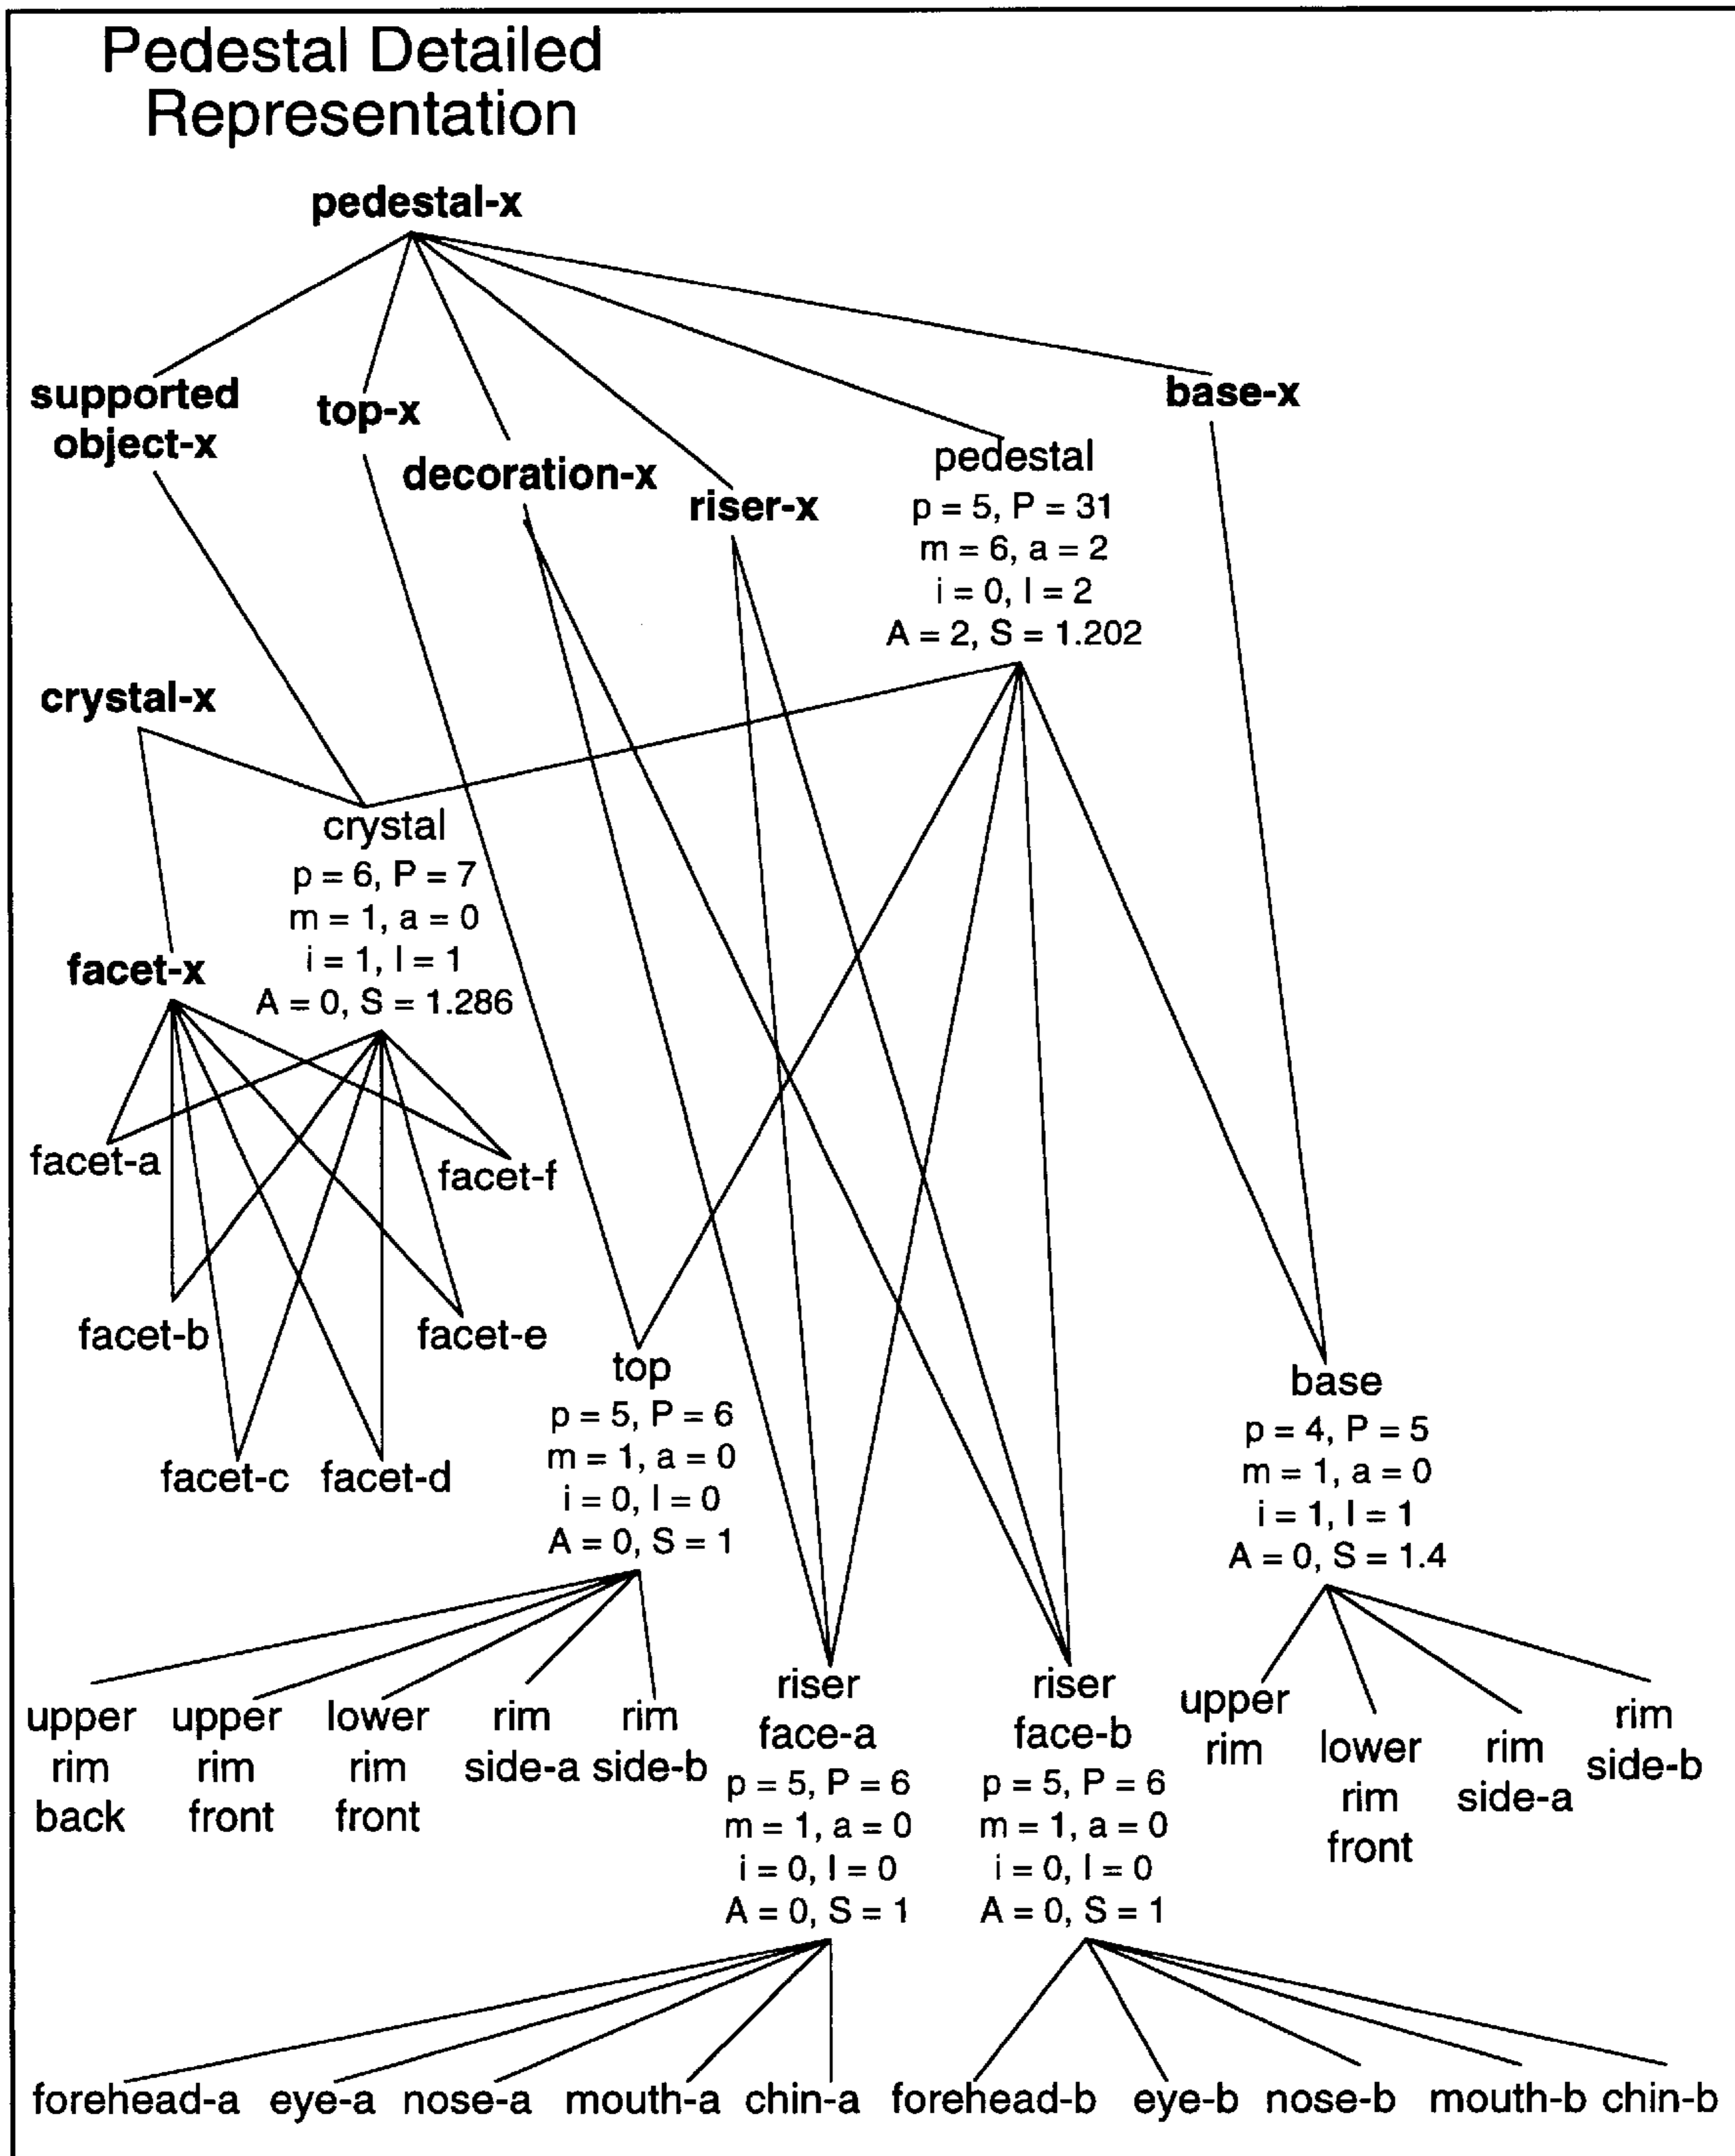 Pedestal Detailed
Representation
pedestal-x
supported
object-x
top-x
decoration-x
riser-x
base-x
pedestal
p = 5, P = 31
m = 6, a = 2
i = 0, I = 2
A = 2, S = 1.202
crystal-x
crystal
p = 6, P = 7
m = 1, a = 0
i = 1, I = 1
A = 0, S = 1.286
facet-x
facet-a
facet-f
facet-b
facet-e
facet-c
facet-d
top
p = 5, P = 6
m = 1, a = 0
i = 0, I = 0
A = 0, S = 1
base
p = 4, P = 5
m = 1, a = 0
i = 1, I = 1
A = 0, S = 1.4
upper
rim
back
upper
rim
front
lower
rim
front
rim
side-a
rim
side-b
riser
face-a
p = 5, P = 6
m = 1, a = 0
i = 0, I = 0
A = 0, S = 1
riser
face-b
p = 5, P = 6
m = 1, a = 0
i = 0, I = 0
A = 0, S = 1
upper
rim
lower
rim
front
rim
side-a
rim
side-b
forehead-a
eye-a
nose-a
mouth-a
chin-a
forehead-b
eye-b
nose-b
mouth-b
chin-b